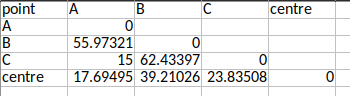 point A B C centre
A 0
B 55.97321 0
C 15 62.43397 0
centre 17.69495 39.21026 23.83508 0